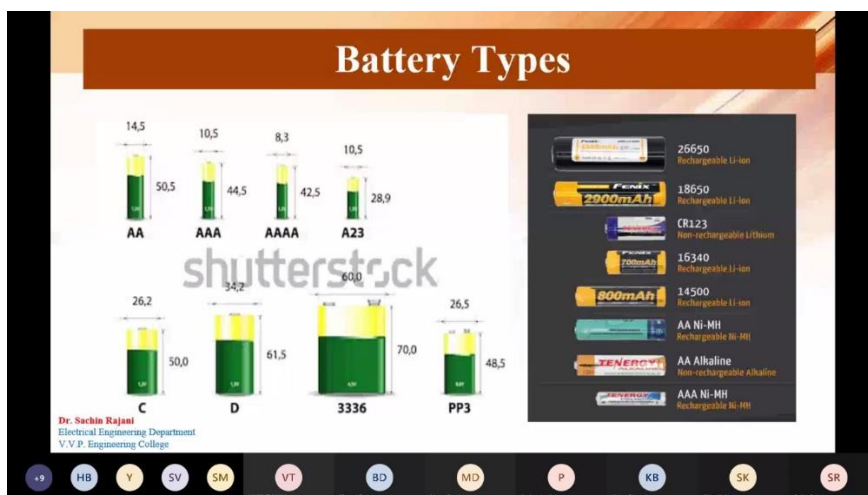 Battery Types
14,5
10,5
8,3
10,5
50,5
44,5
42,5
28,9
AA
AAA
AAAA
A23
shutterstock
26,2
34,2
60,0
26,5
50,0
61,5
70,0
48,5
C
D
3336
PP3
26650
Rechargeable Li-ion
FENIX
2900mAh
18650
Rechargeable Li-ion
CR123
Non-rechargeable Lithium
700mAh
16340
Rechargeable Li-ion
800mAh
14500
Rechargeable Li-ion
AA Ni-MH
Rechargeable Ni-MH
TENERGY
AA Alkaline
Non-rechargeable Alkaline
TENERGY
AAA Ni-MH
Rechargeable Ni-MH
Dr. Sachin Rajani
Electrical Engineering Department
V.V.P. Engineering College
+9
HB
Y
SV
SM
VT
BD
MD
P
KB
SK
SR